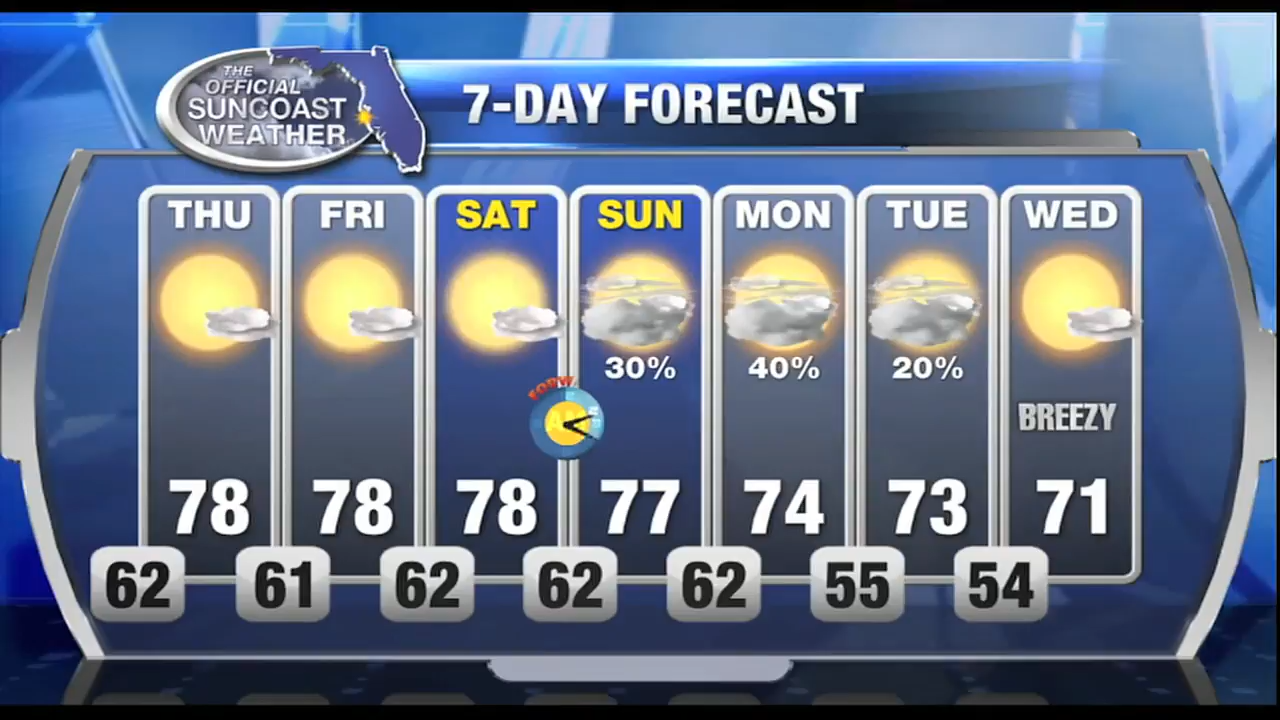 THE
OFFICIAL
SUNCOAST
WEATHER
7-DAY FORECAST
THU FRI SAT SUN MON TUE WED
30% 40% 20%
BREEZY
78 78 78 77 74 73 71
62 61 62 62 62 55 54